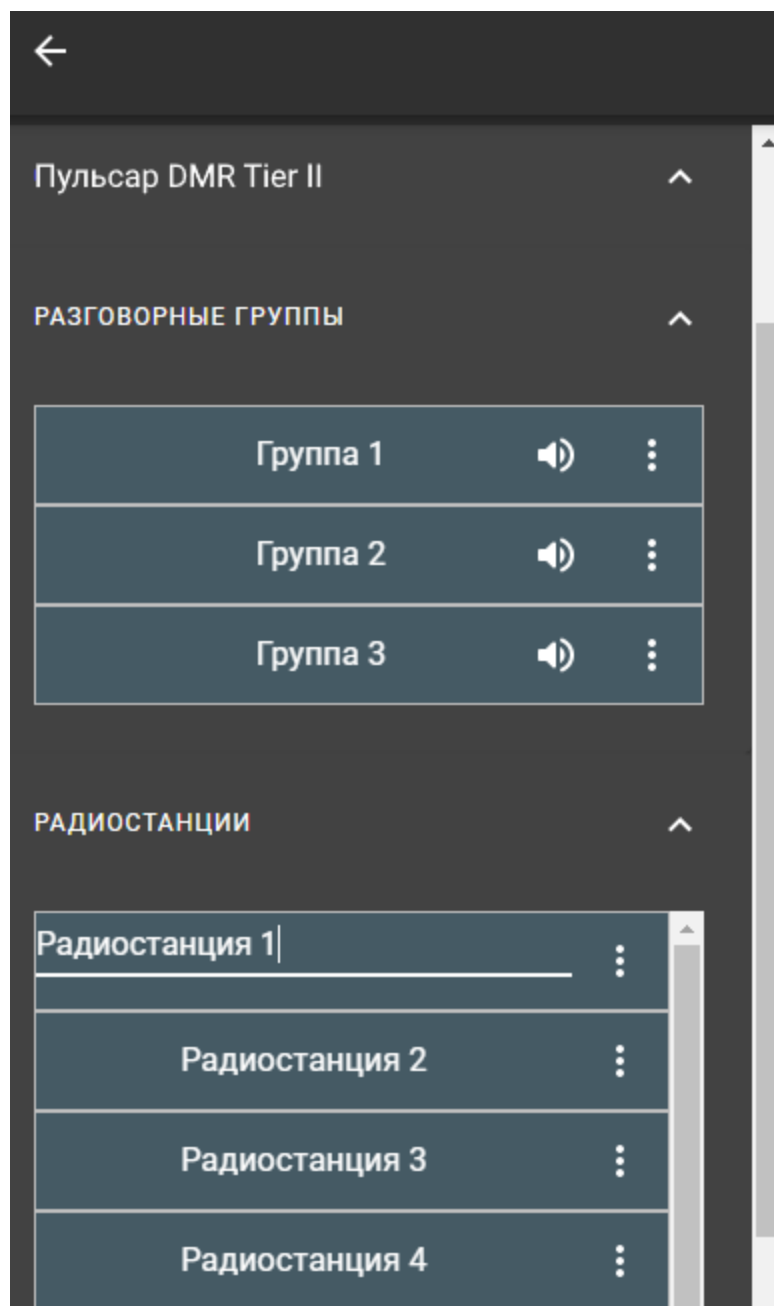 Пульсар DMR Tier II
РАЗГОВОРНЫЕ ГРУППЫ
Группа 1
Группа 2
Группа 3
РАДИОСТАНЦИИ
Радиостанция 1
Радиостанция 2
Радиостанция 3
Радиостанция 4